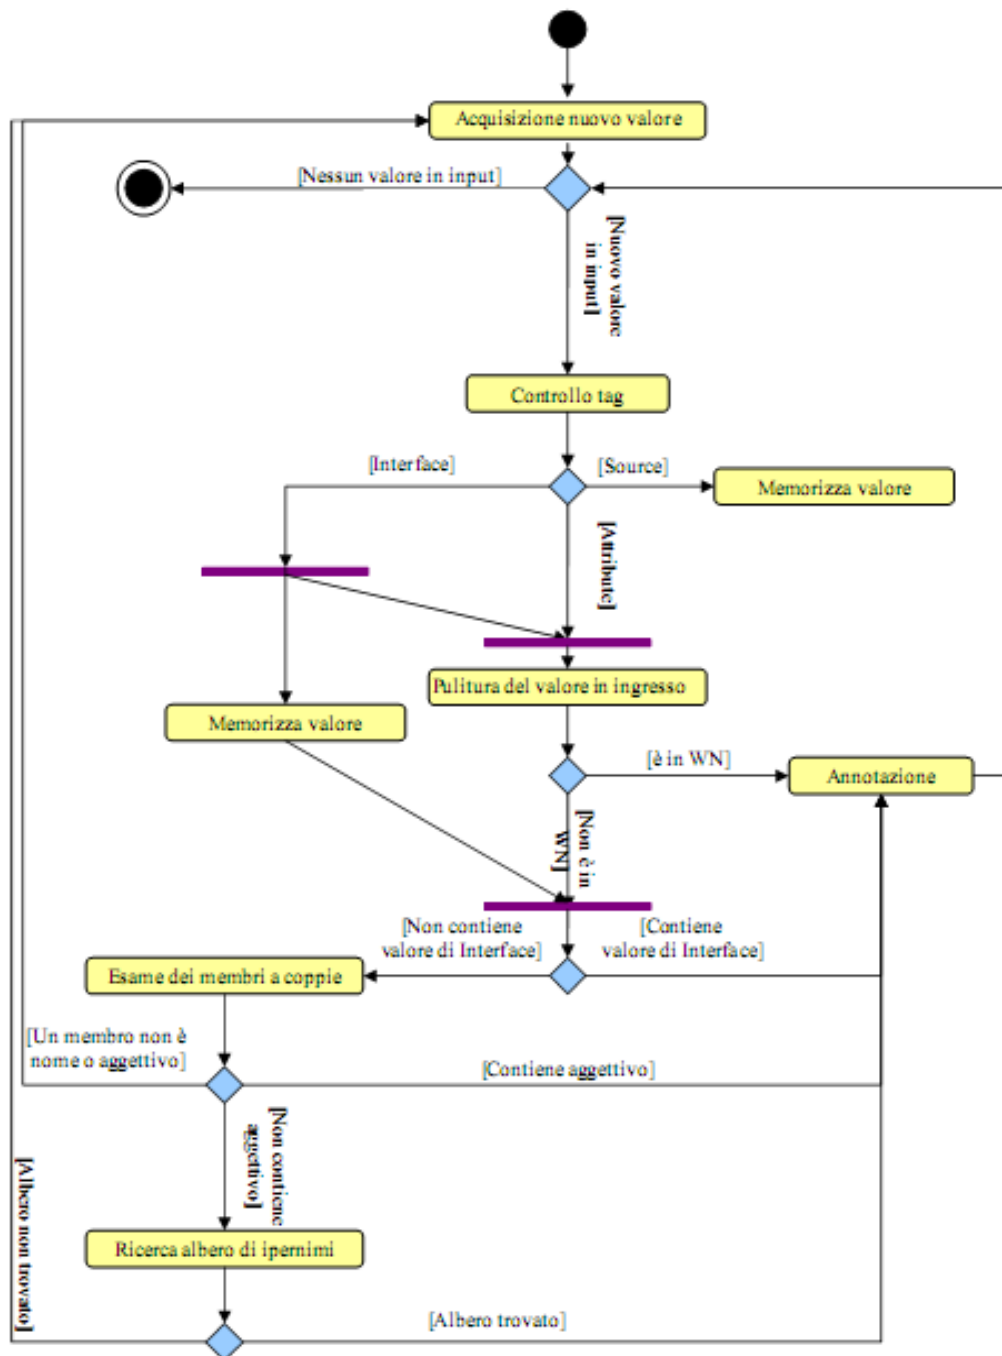 Acquisizione nuovo valore
[Nessun valore in input]
[Nuovo valore
in input]
Controllo tag
[Interface]
[Source]
Memorizza valore
[Attribute]
Pulitura del valore in ingresso
Memorizza valore
[è in WN]
Annotazione
[Non è in
WN]
[Non contiene
valore di Interface]
[Contiene
valore di Interface]
Esame dei membri a coppie
[Un membro non è
nome o aggettivo]
[Contiene aggettivo]
[Non contiene
aggettivo]
[Albero non trovato]
Ricerca albero di ipernimi
[Albero trovato]